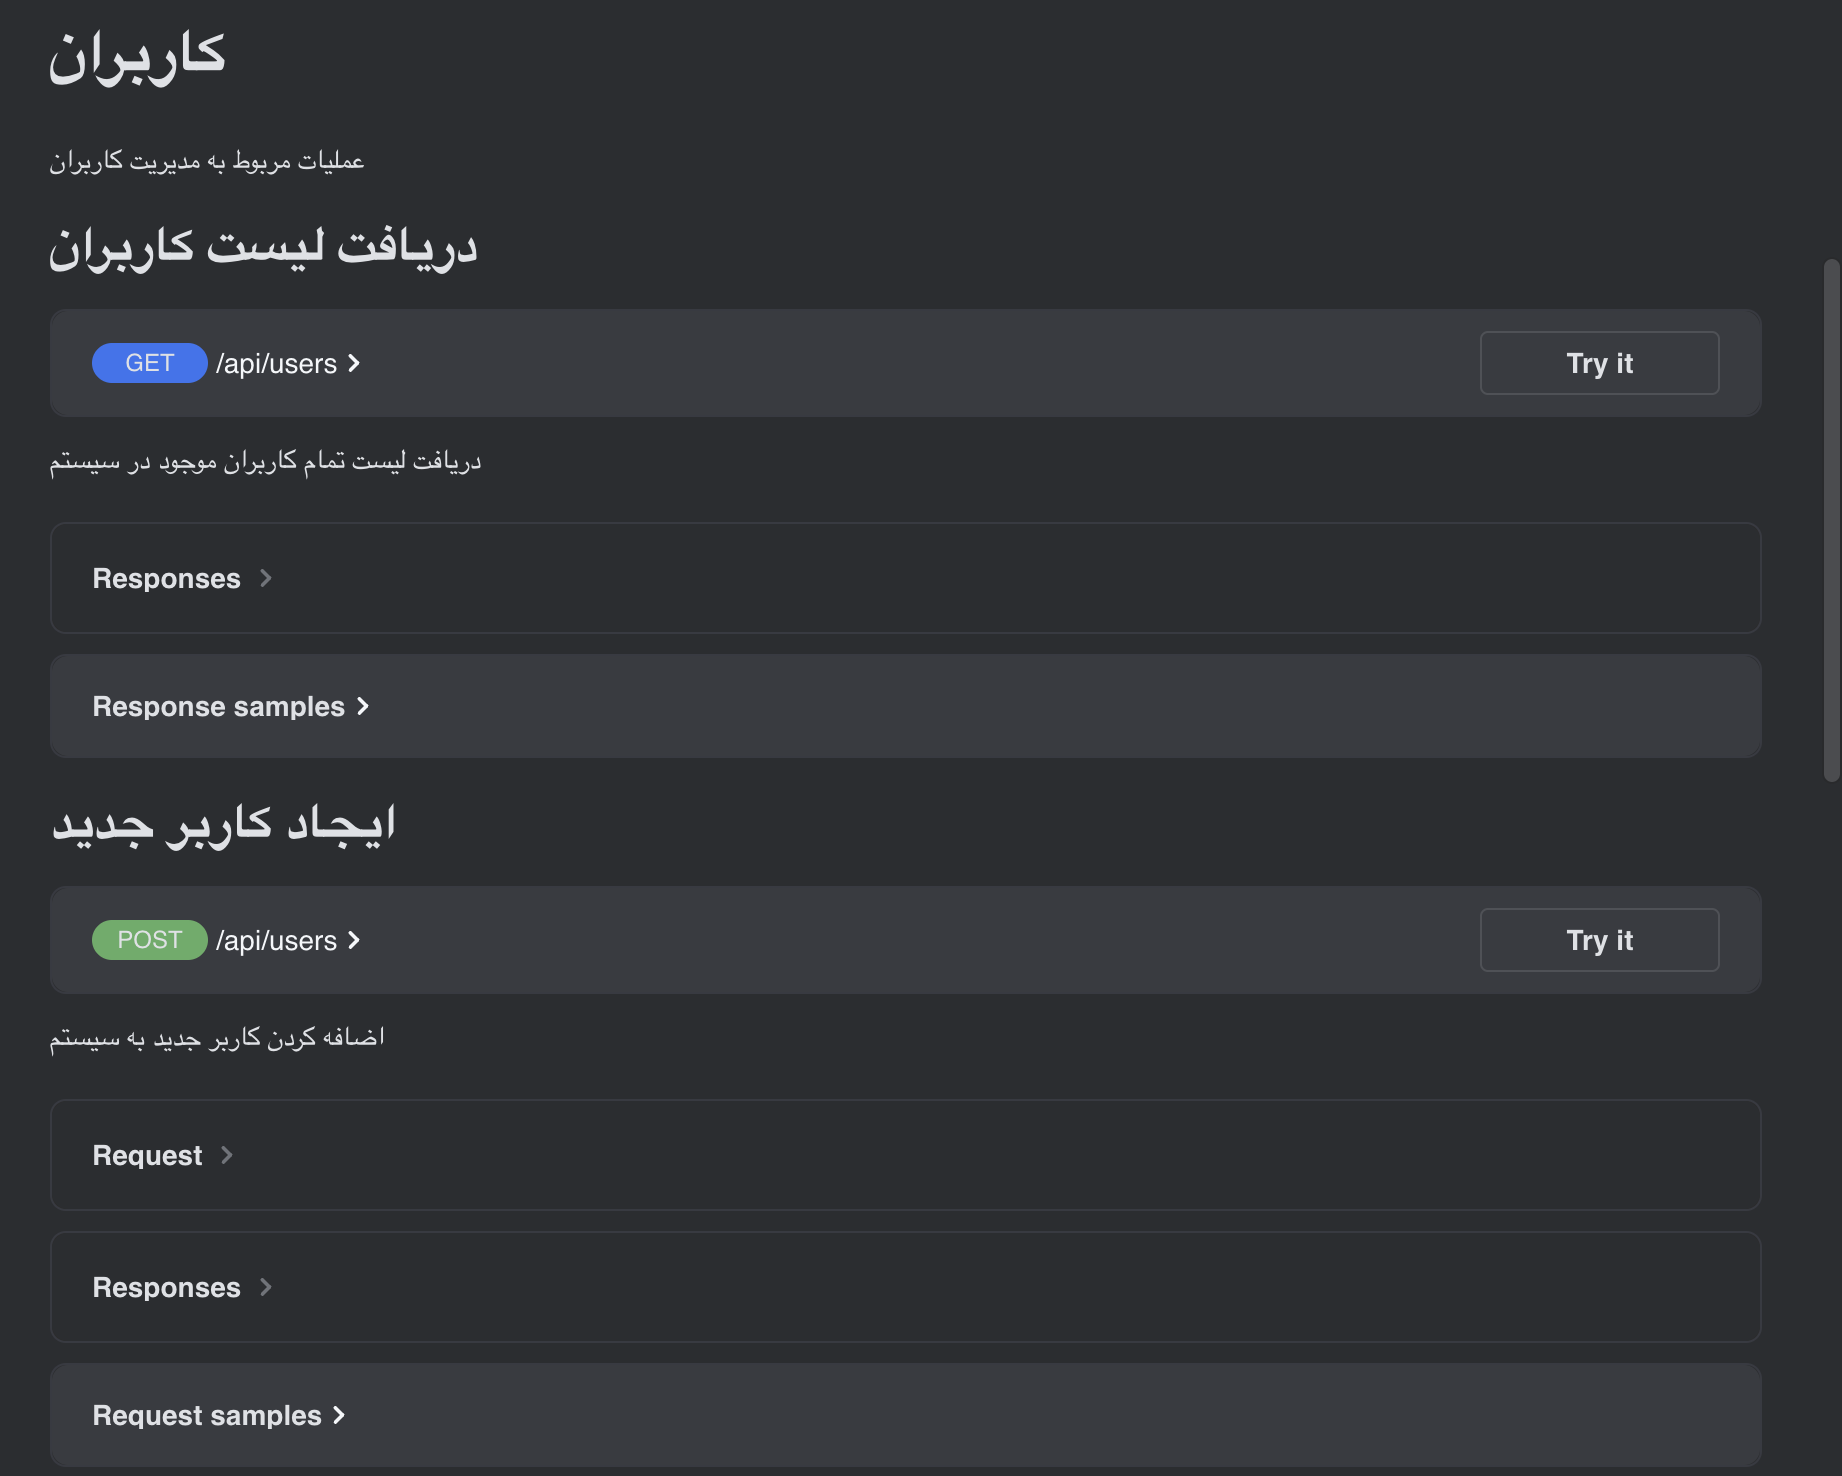 کاربران
عملیات مربوط به مدیریت کاربران
دریافت لیست کاربران
GET /api/users
Try it
دریافت لیست تمام کاربران موجود در سیستم
Responses
Response samples
ایجاد کاربر جدید
POST /api/users
Try it
اضافه کردن کاربر جدید به سیستم
Request
Responses
Request samples